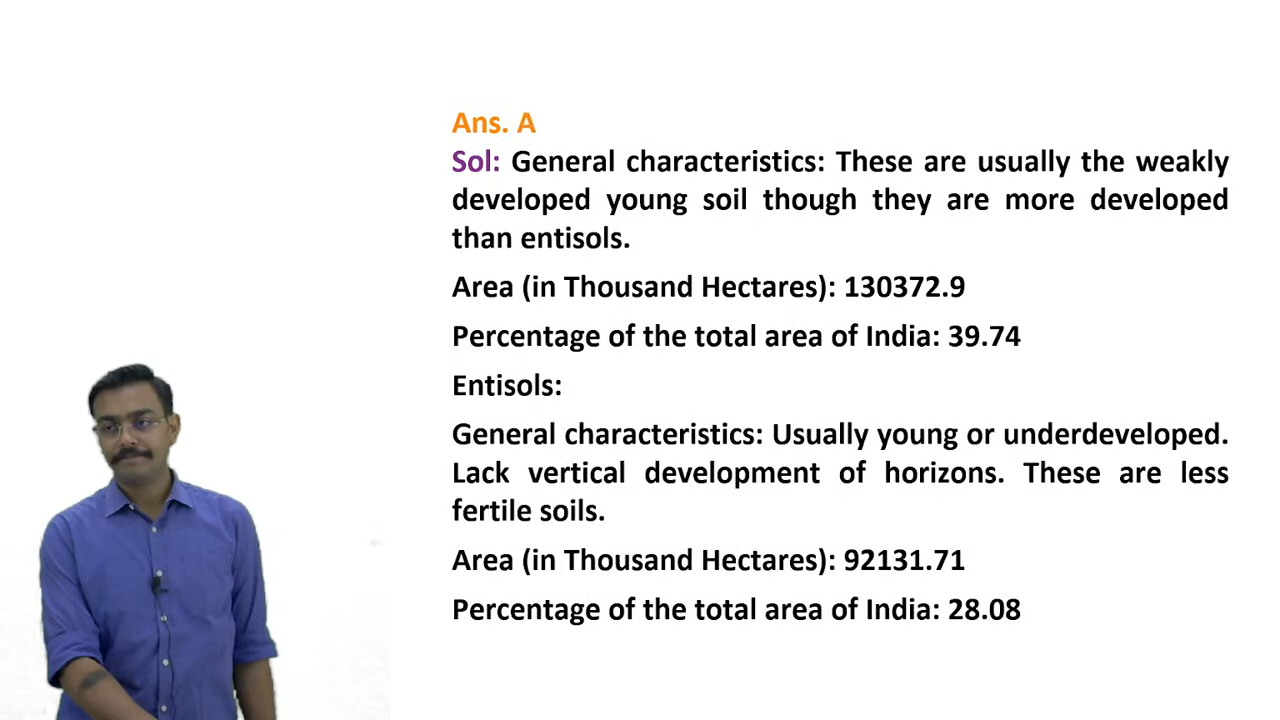 Ans. A
Sol: General characteristics: These are usually the weakly
developed young soil though they are more developed
than entisols.
Area (in Thousand Hectares): 130372.9
Percentage of the total area of India: 39.74
Entisols:
General characteristics: Usually young or underdeveloped.
Lack vertical development of horizons. These are less
fertile soils.
Area (in Thousand Hectares): 92131.71
Percentage of the total area of India: 28.08